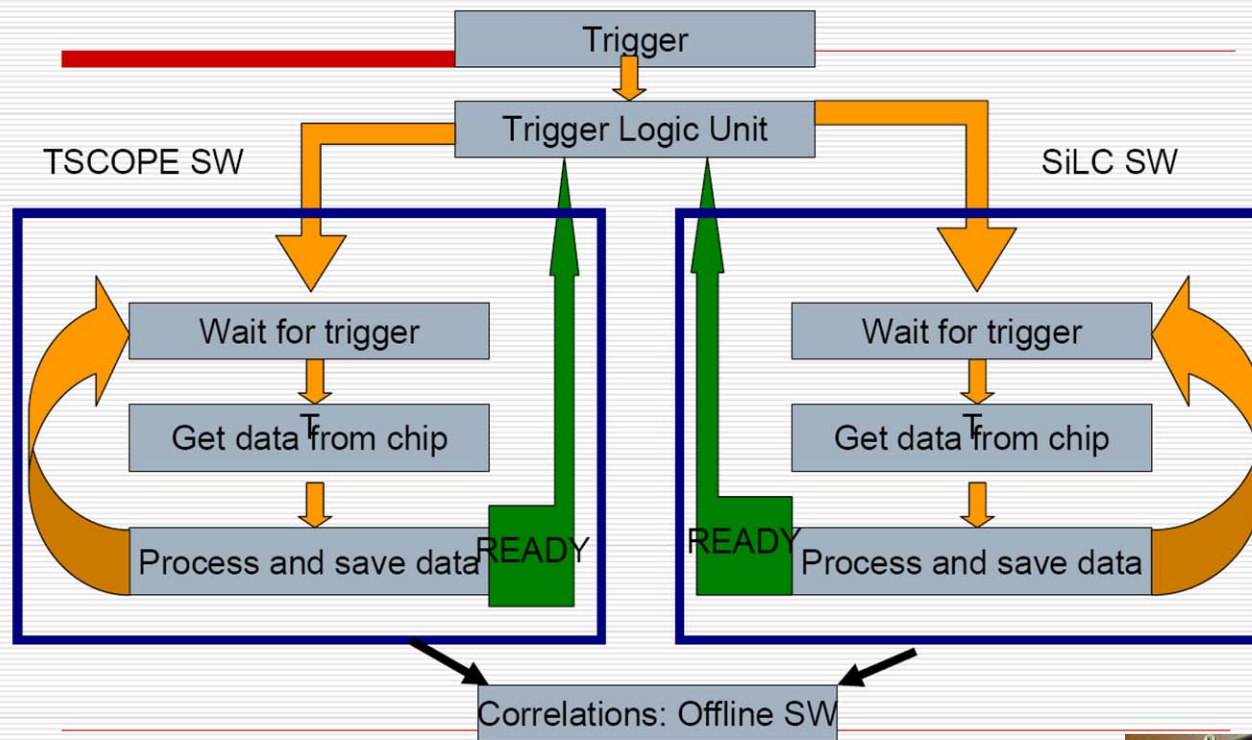 Trigger
Trigger Logic Unit
TSCOPE SW
SiLC SW
Wait for trigger
T
Get data from chip
Process and save data
READY
Wait for trigger
T
Get data from chip
READY
Process and save data
Correlations: Offline SW